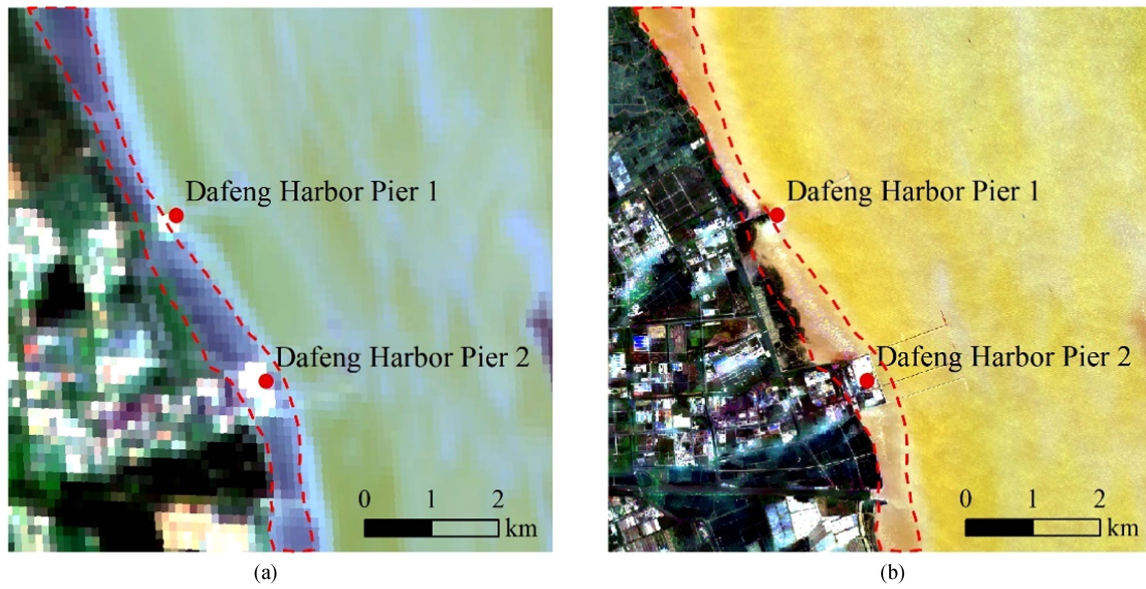 Dafeng Harbor Pier 1
Dafeng Harbor Pier 2
0 1 2
km
(a)
Dafeng Harbor Pier 1
Dafeng Harbor Pier 2
0 1 2
km
(b)